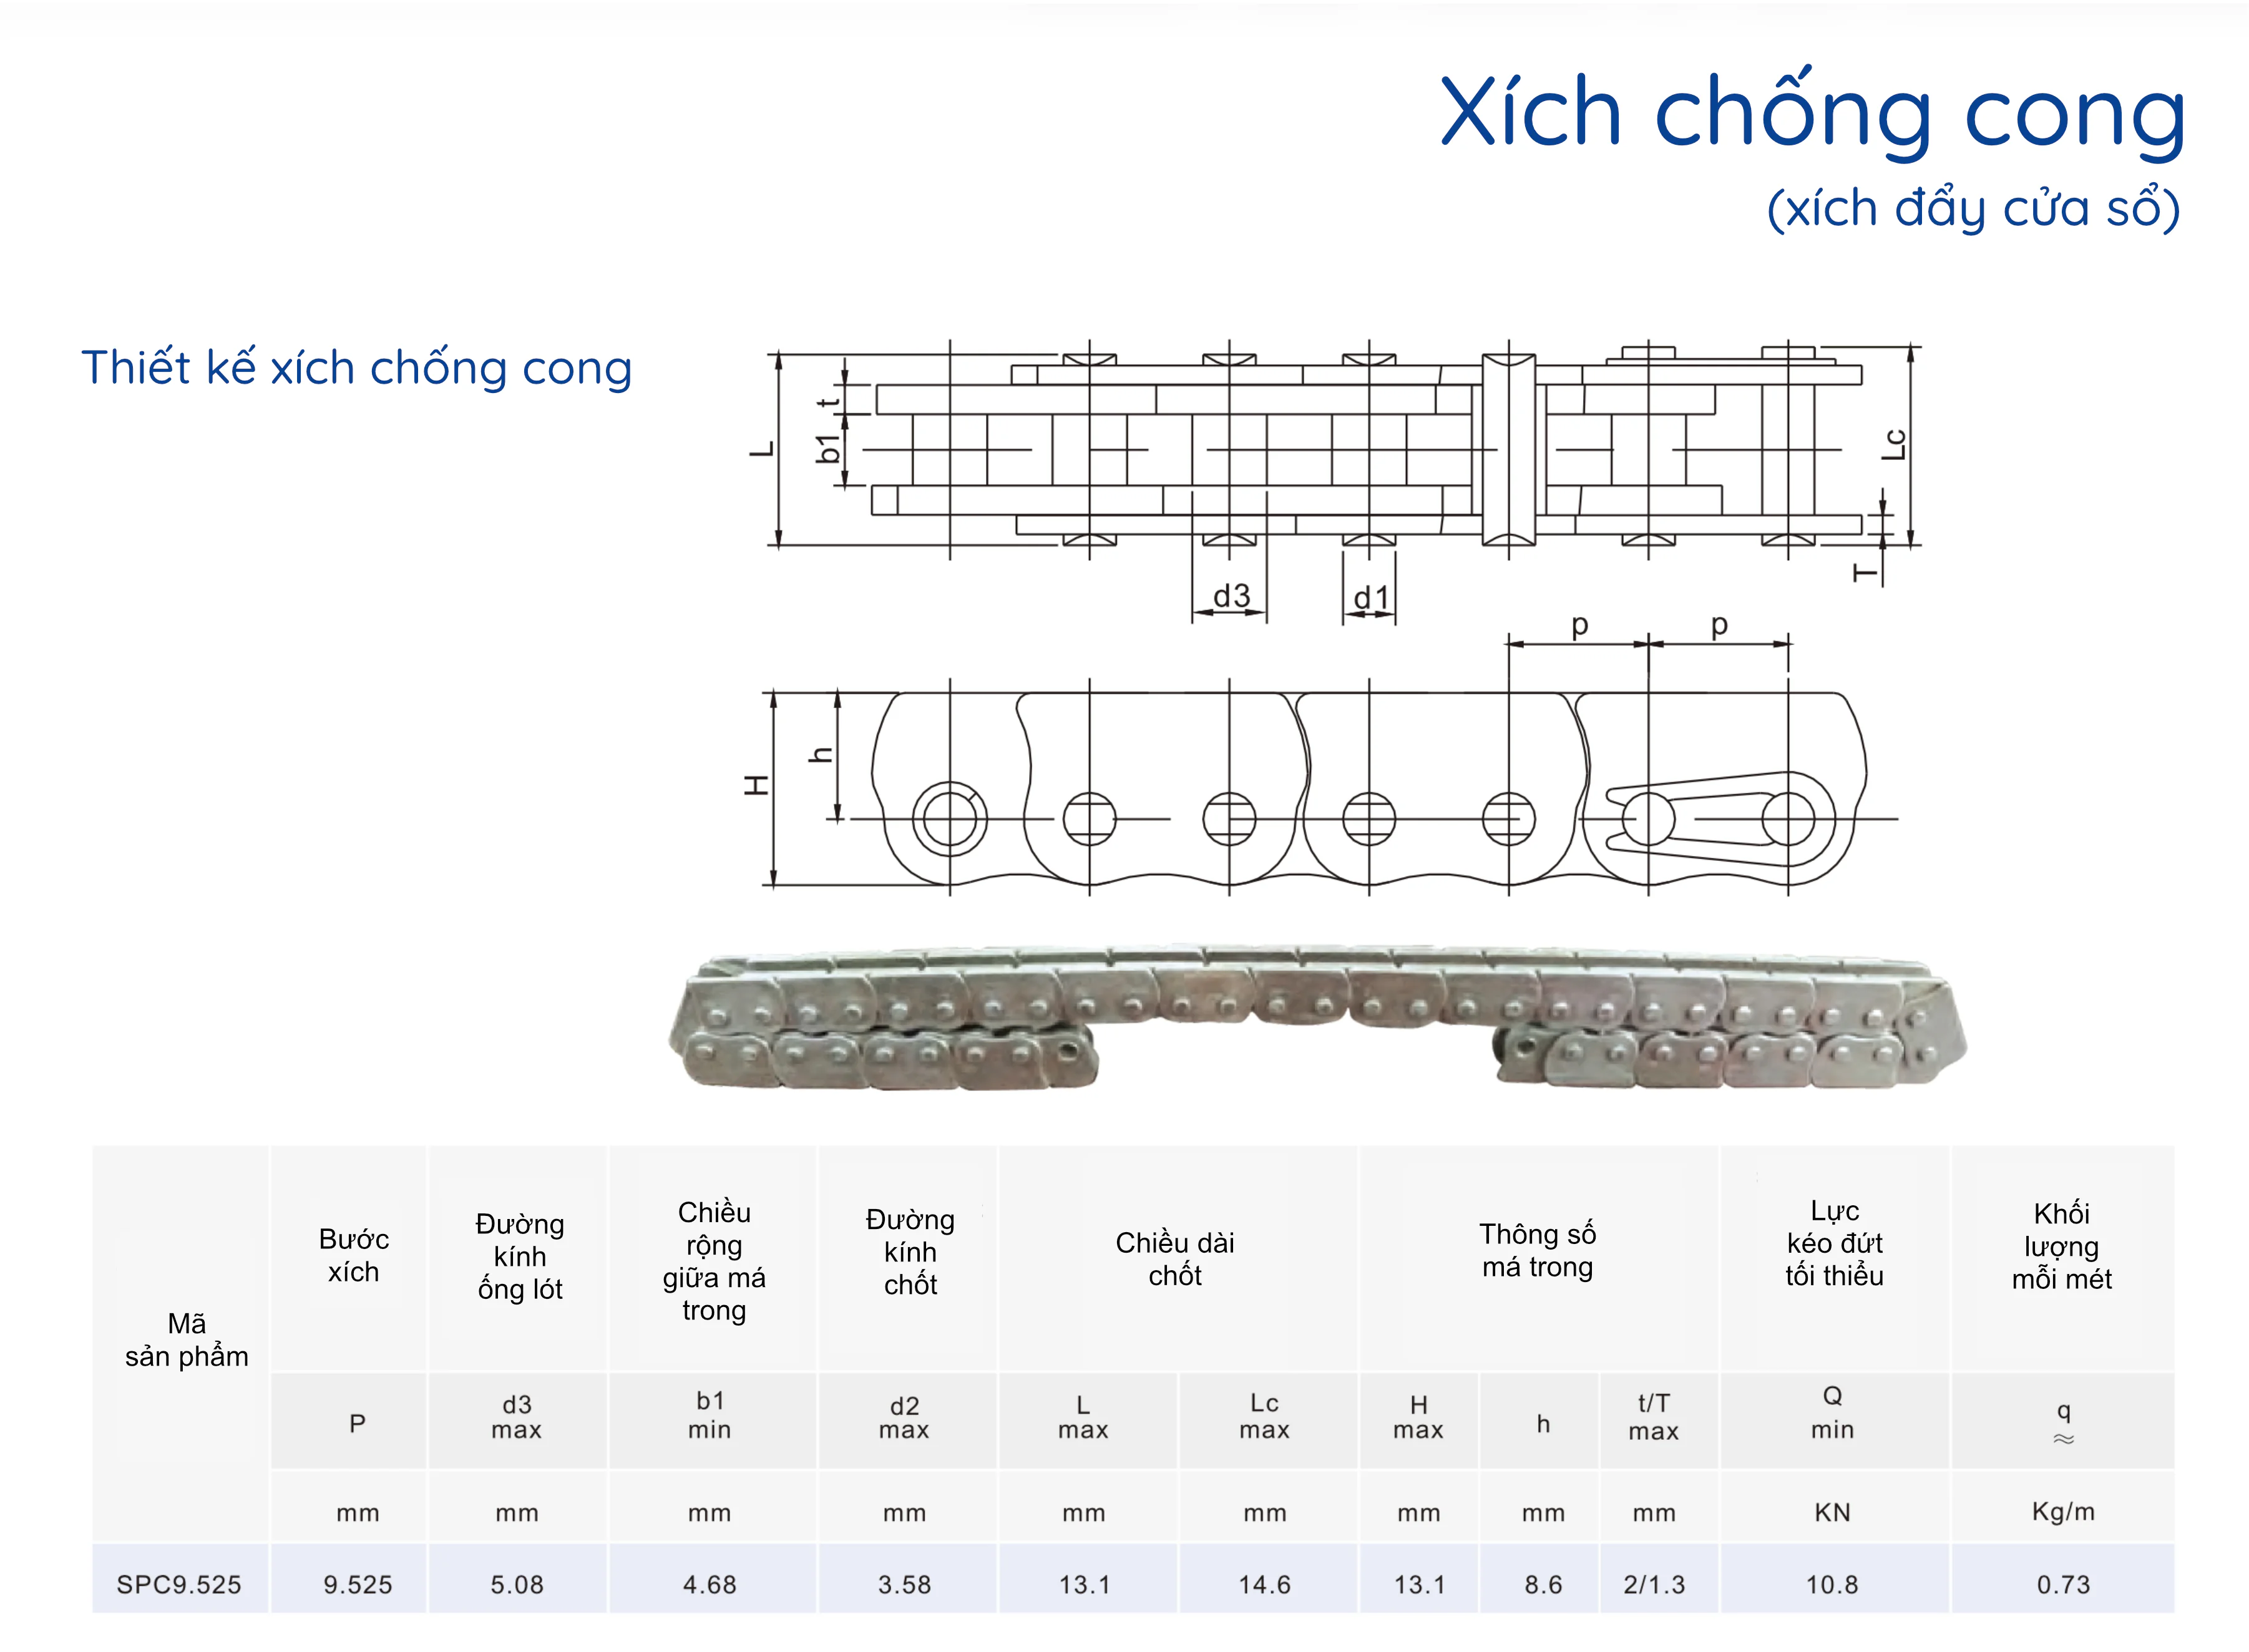 Xích chống cong
(xích đẩy cửa sổ)
Thiết kế xích chống cong
L
t
b1
Lc
T
d3
d1
p
p
H
h
Mã
sản phẩm
Bước
xích
Đường
kính
ống lót
Chiều
rộng
giữa má
trong
Đường
kính
chốt
Chiều dài
chốt
Thông số
má trong
Lực
kéo đứt
tối thiểu
Khối
lượng
mỗi mét
P
d3
max
b1
min
d2
max
L
max
Lc
max
H
max
h
t/T
max
Q
min
q
≈
mm mm mm mm mm mm mm mm mm KN Kg/m
SPC9.525 9.525 5.08 4.68 3.58 13.1 14.6 13.1 8.6 2/1.3 10.8 0.73